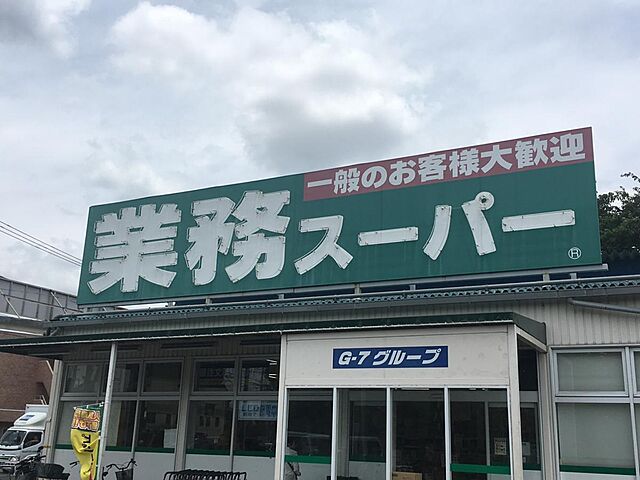 一般のお客様大歓迎
業務スーパー
G-7 グループ